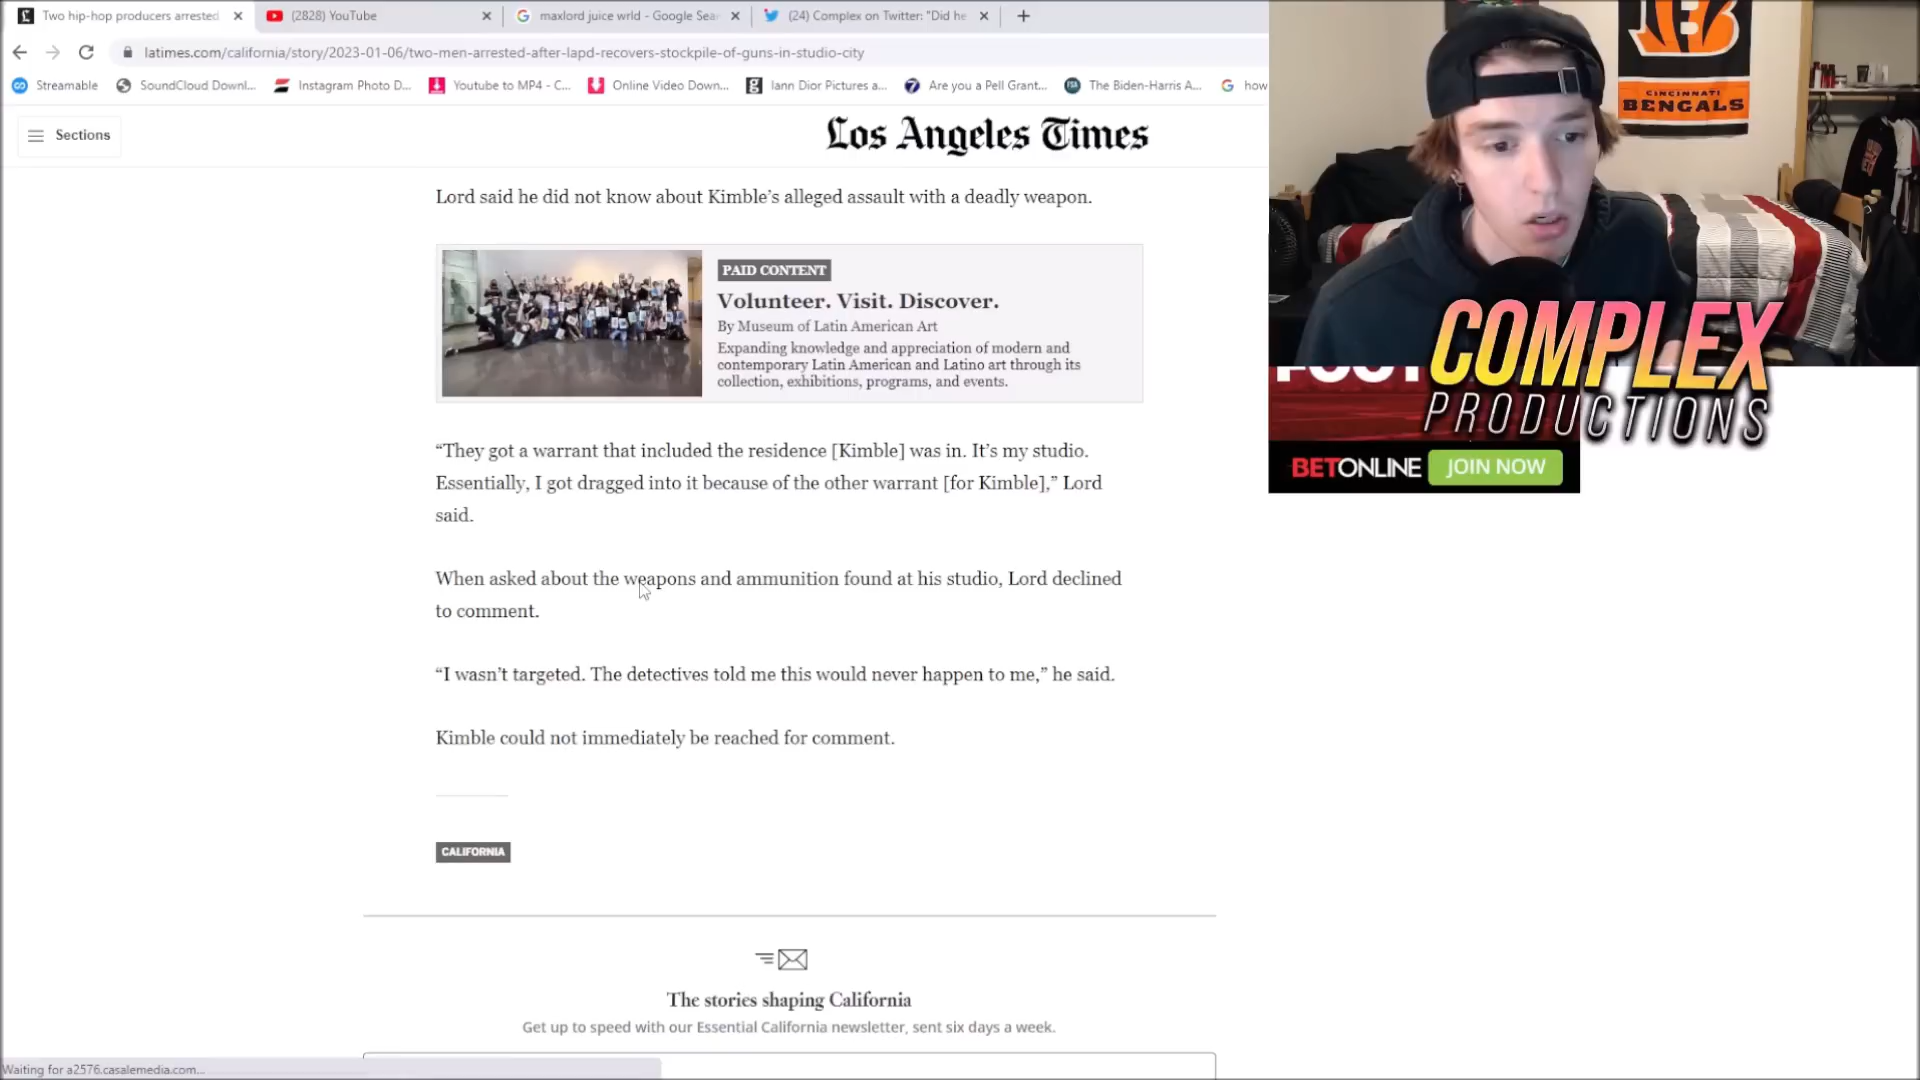 Two hip-hop producers arrested
(2828) YouTube
maxlord juice wrld - Google Sea
(24) Complex on Twitter: "Did he
latimes.com/california/story/2023-01-06/two-men-arrested-after-lapd-recovers-stockpile-of-guns-in-studio-city
Streamable
SoundCloud Downl...
Instagram Photo D...
Youtube to MP4 - C...
Online Video Down...
Iann Dior Pictures a...
Are you a Pell Grant...
The Biden-Harris A...
how
Sections
Los Angeles Times
Lord said he did not know about Kimble’s alleged assault with a deadly weapon.
PAID CONTENT
Volunteer. Visit. Discover.
By Museum of Latin American Art
Expanding knowledge and appreciation of modern and
contemporary Latin American and Latino art through its
collection, exhibitions, programs, and events.
“They got a warrant that included the residence [Kimble] was in. It’s my studio.
Essentially, I got dragged into it because of the other warrant [for Kimble],” Lord
said.
When asked about the weapons and ammunition found at his studio, Lord declined
to comment.
“I wasn’t targeted. The detectives told me this would never happen to me,” he said.
Kimble could not immediately be reached for comment.
CALIFORNIA
The stories shaping California
Get up to speed with our Essential California newsletter, sent six days a week.
Waiting for a2576.casalemedia.com...
CINCINNATI
BENGALS
COMPLEX
PRODUCTIONS
BETONLINE
JOIN NOW